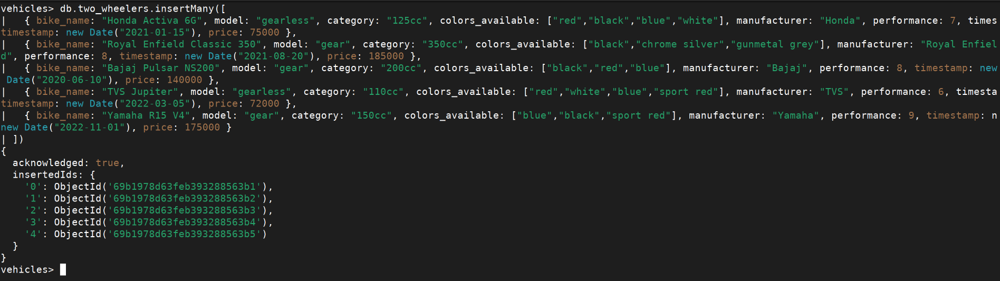 vehicles> db.two_wheelers.insertMany([
|   { bike_name: "Honda Activa 6G", model: "gearless", category: "125cc", colors_available: ["red","black","blue","white"], manufacturer: "Honda", performance: 7, times
timestamp: new Date("2021-01-15"), price: 75000 },
|   { bike_name: "Royal Enfield Classic 350", model: "gear", category: "350cc", colors_available: ["black","chrome silver","gunmetal grey"], manufacturer: "Royal Enfiel
d", performance: 8, timestamp: new Date("2021-08-20"), price: 185000 },
|   { bike_name: "Bajaj Pulsar NS200", model: "gear", category: "200cc", colors_available: ["black","red","blue"], manufacturer: "Bajaj", performance: 8, timestamp: new
 Date("2020-06-10"), price: 140000 },
|   { bike_name: "TVS Jupiter", model: "gearless", category: "110cc", colors_available: ["red","white","blue","sport red"], manufacturer: "TVS", performance: 6, timesta
timestamp: new Date("2022-03-05"), price: 72000 },
|   { bike_name: "Yamaha R15 V4", model: "gear", category: "150cc", colors_available: ["blue","black","sport red"], manufacturer: "Yamaha", performance: 9, timestamp: n
new Date("2022-11-01"), price: 175000 }
| ])
{
  acknowledged: true,
  insertedIds: {
    '0': ObjectId('69b1978d63feb393288563b1'),
    '1': ObjectId('69b1978d63feb393288563b2'),
    '2': ObjectId('69b1978d63feb393288563b3'),
    '3': ObjectId('69b1978d63feb393288563b4'),
    '4': ObjectId('69b1978d63feb393288563b5')
  }
}
vehicles>